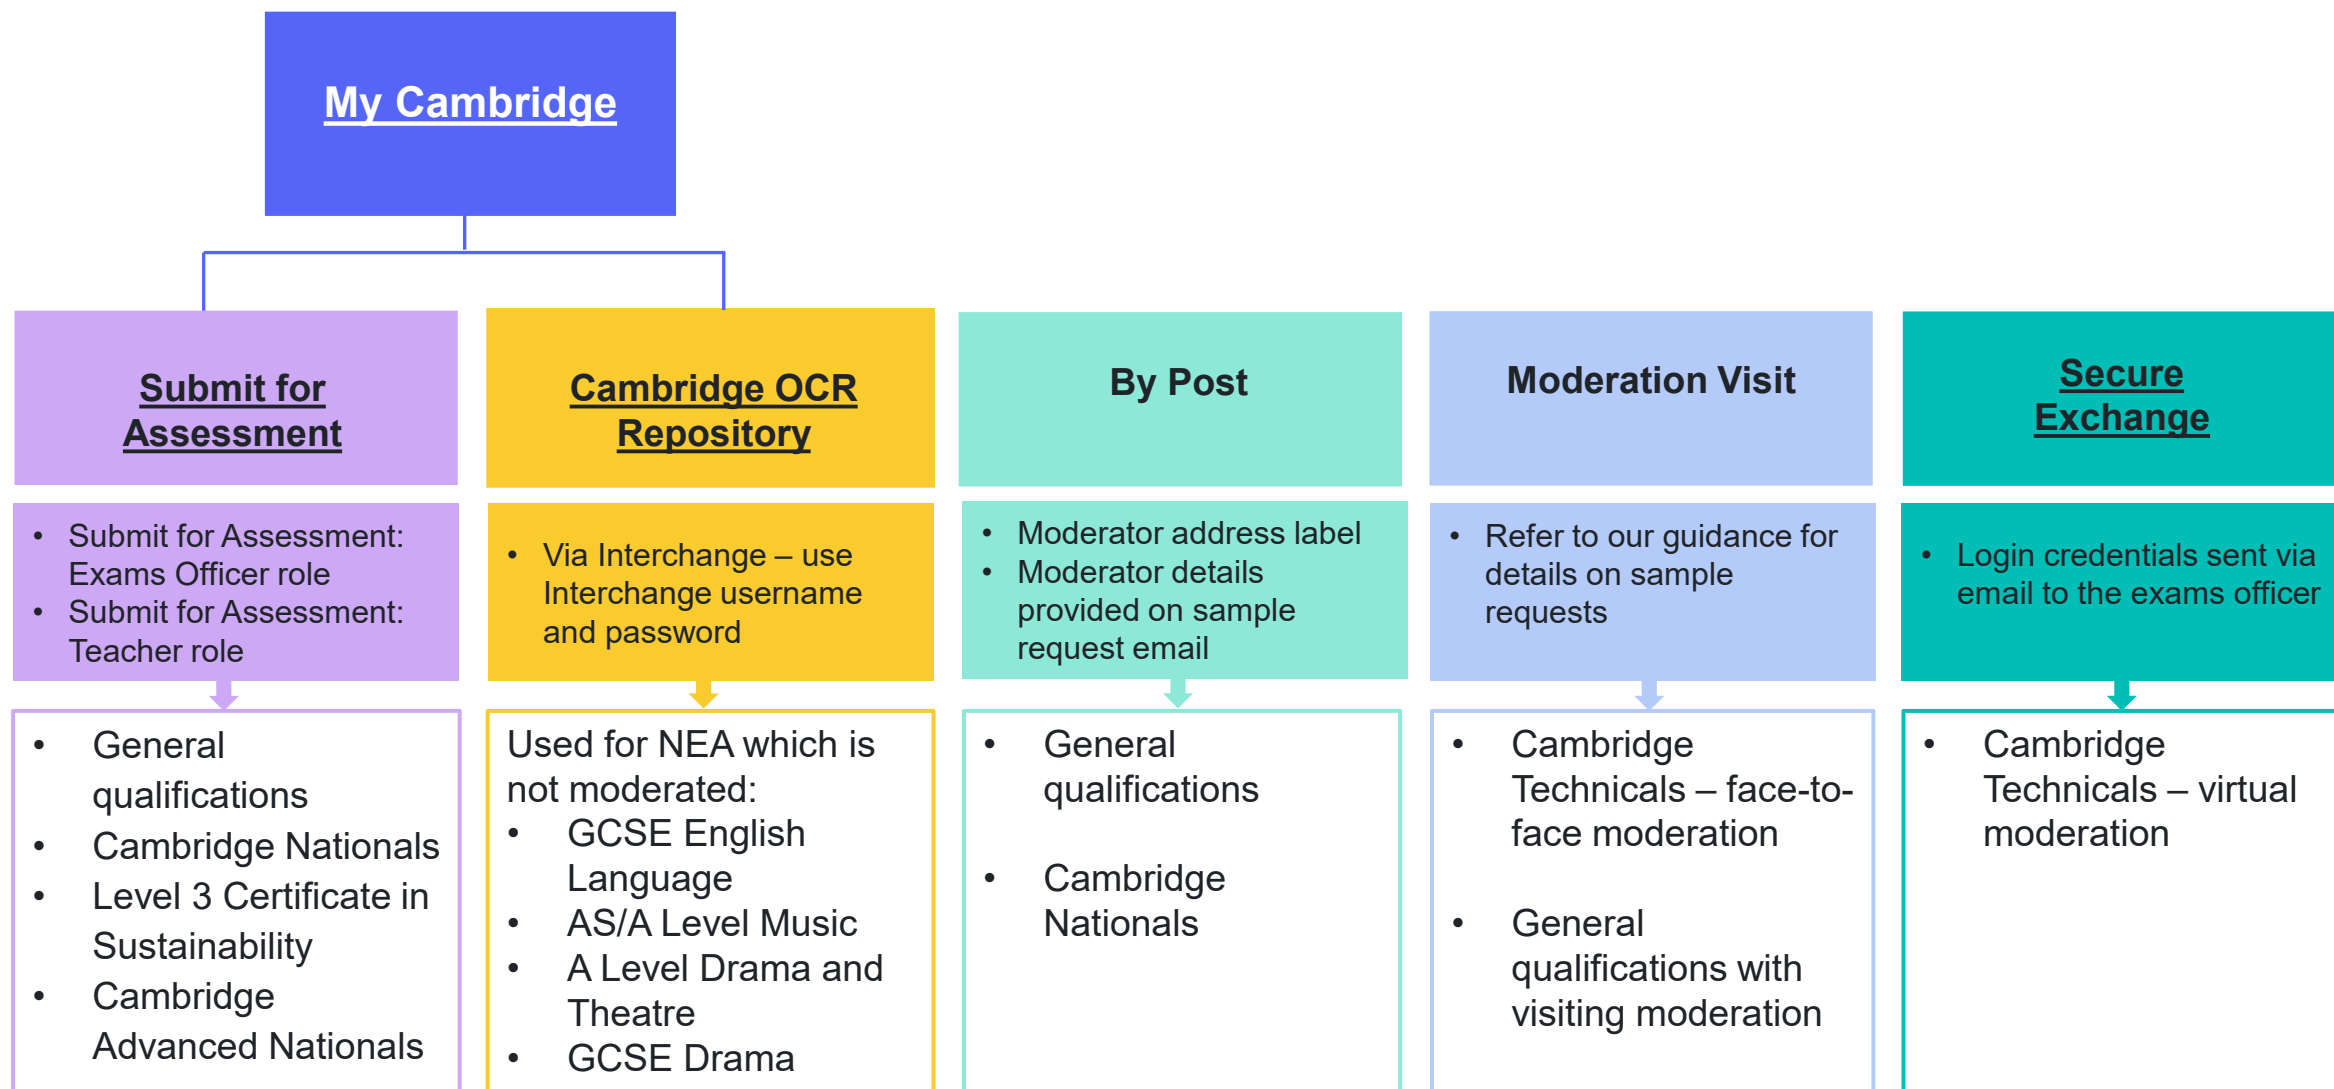 My Cambridge
Submit for
Assessment
• Submit for Assessment:
Exams Officer role
• Submit for Assessment:
Teacher role
• General
qualifications
• Cambridge Nationals
• Level 3 Certificate in
Sustainability
• Cambridge
Advanced Nationals
Cambridge OCR
Repository
• Via Interchange – use
Interchange username
and password
Used for NEA which is
not moderated:
• GCSE English
Language
• AS/A Level Music
• A Level Drama and
Theatre
• GCSE Drama
By Post
• Moderator address label
• Moderator details
provided on sample
request email
• General
qualifications
• Cambridge
Nationals
Moderation Visit
• Refer to our guidance for
details on sample
requests
• Cambridge
Technicals – face-to-
face moderation
• General
qualifications with
visiting moderation
Secure
Exchange
• Login credentials sent via
email to the exams officer
• Cambridge
Technicals – virtual
moderation